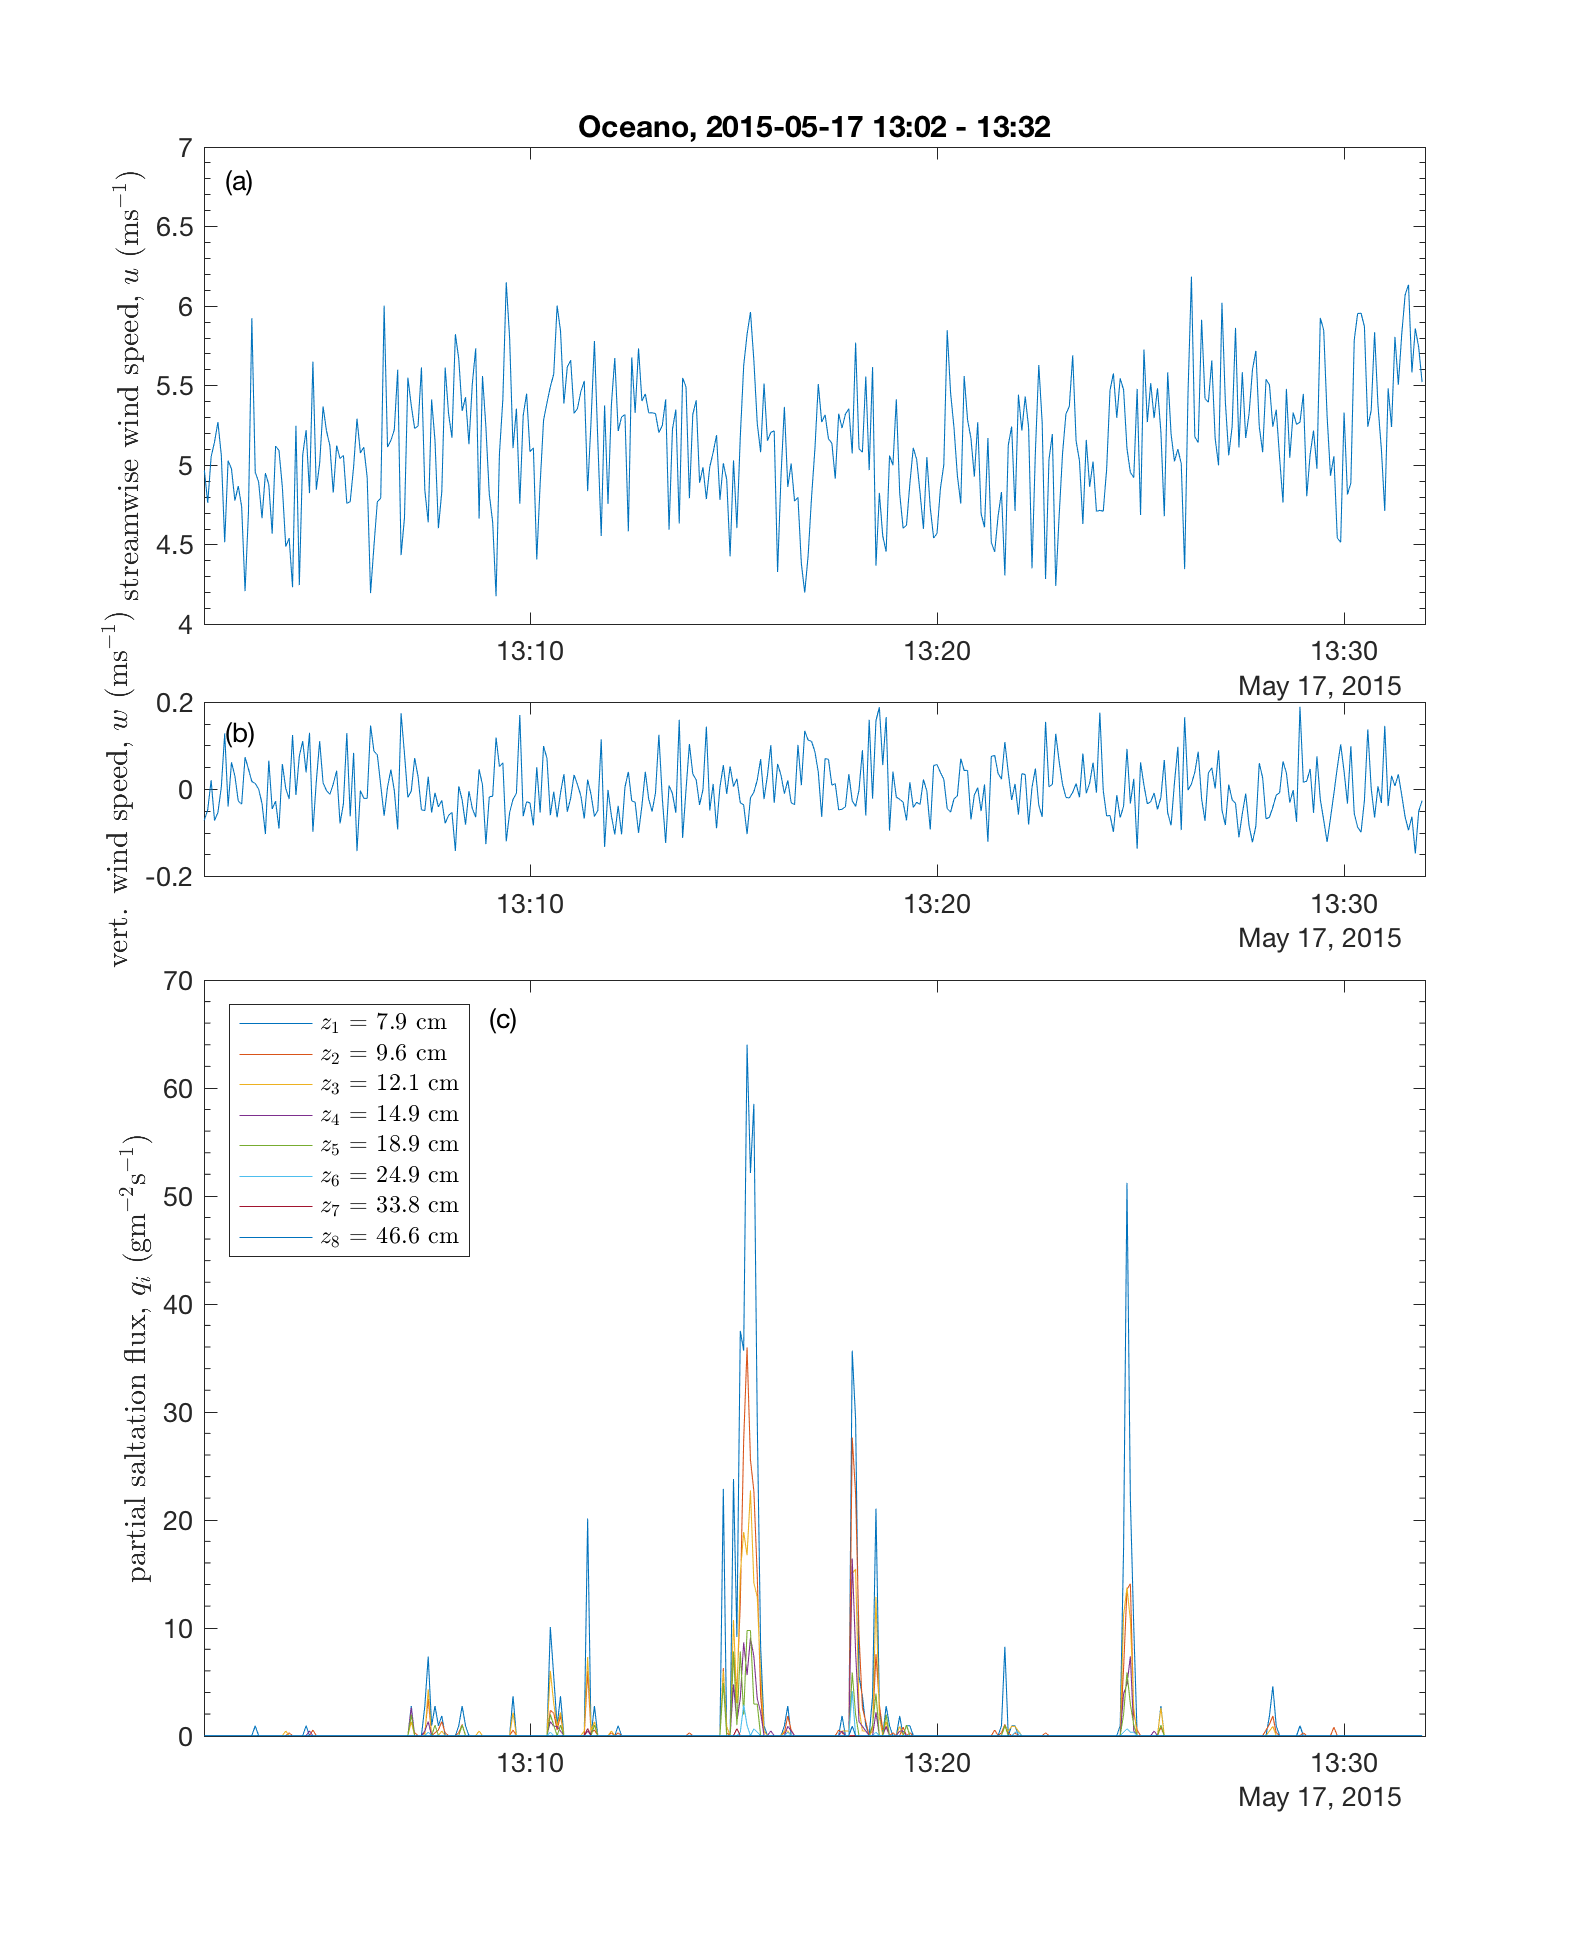 Oceano, 2015-05-17 13:02 - 13:32
(a)
streamwise wind speed, u (ms⁻¹)
7
6.5
6
5.5
5
4.5
4
13:10 13:20 13:30
May 17, 2015
(b)
vert. wind speed, w (ms⁻¹)
0.2
0
-0.2
13:10 13:20 13:30
May 17, 2015
(c)
partial saltation flux, qᵢ (gm⁻²s⁻¹)
70
60
50
40
30
20
10
0
z₁ = 7.9 cm
z₂ = 9.6 cm
z₃ = 12.1 cm
z₄ = 14.9 cm
z₅ = 18.9 cm
z₆ = 24.9 cm
z₇ = 33.8 cm
z₈ = 46.6 cm
13:10 13:20 13:30
May 17, 2015